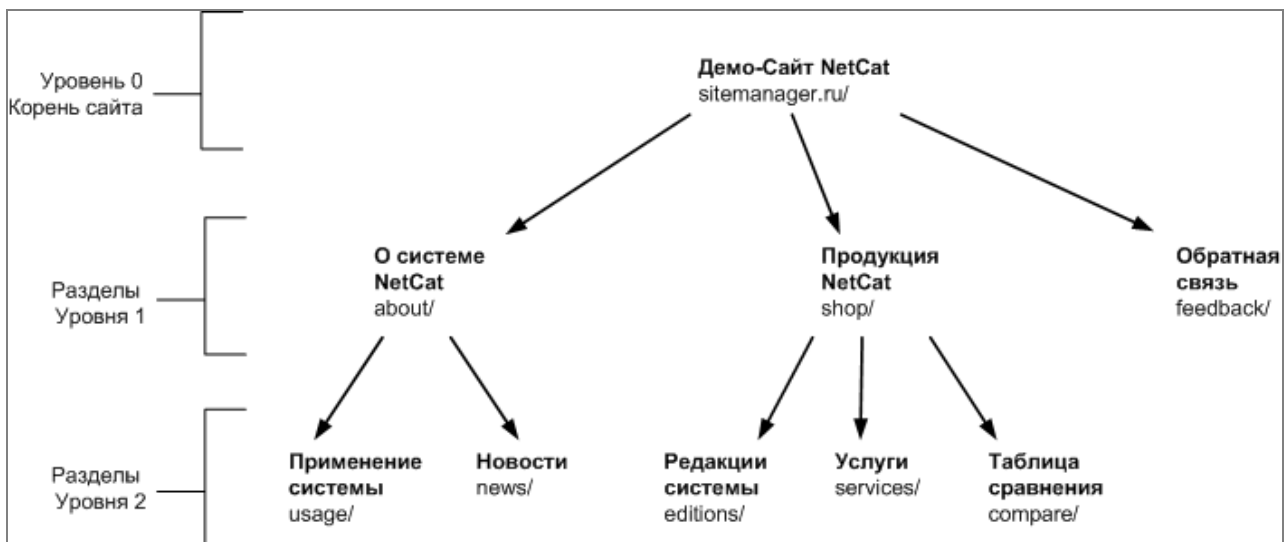 Уровень 0
Корень сайта
Демо-Сайт NetCat
sitemanager.ru/
Разделы
Уровня 1
О системе
NetCat
about/
Продукция
NetCat
shop/
Обратная
связь
feedback/
Разделы
Уровня 2
Применение
системы
usage/
Новости
news/
Редакции
системы
editions/
Услуги
services/
Таблица
сравнения
compare/